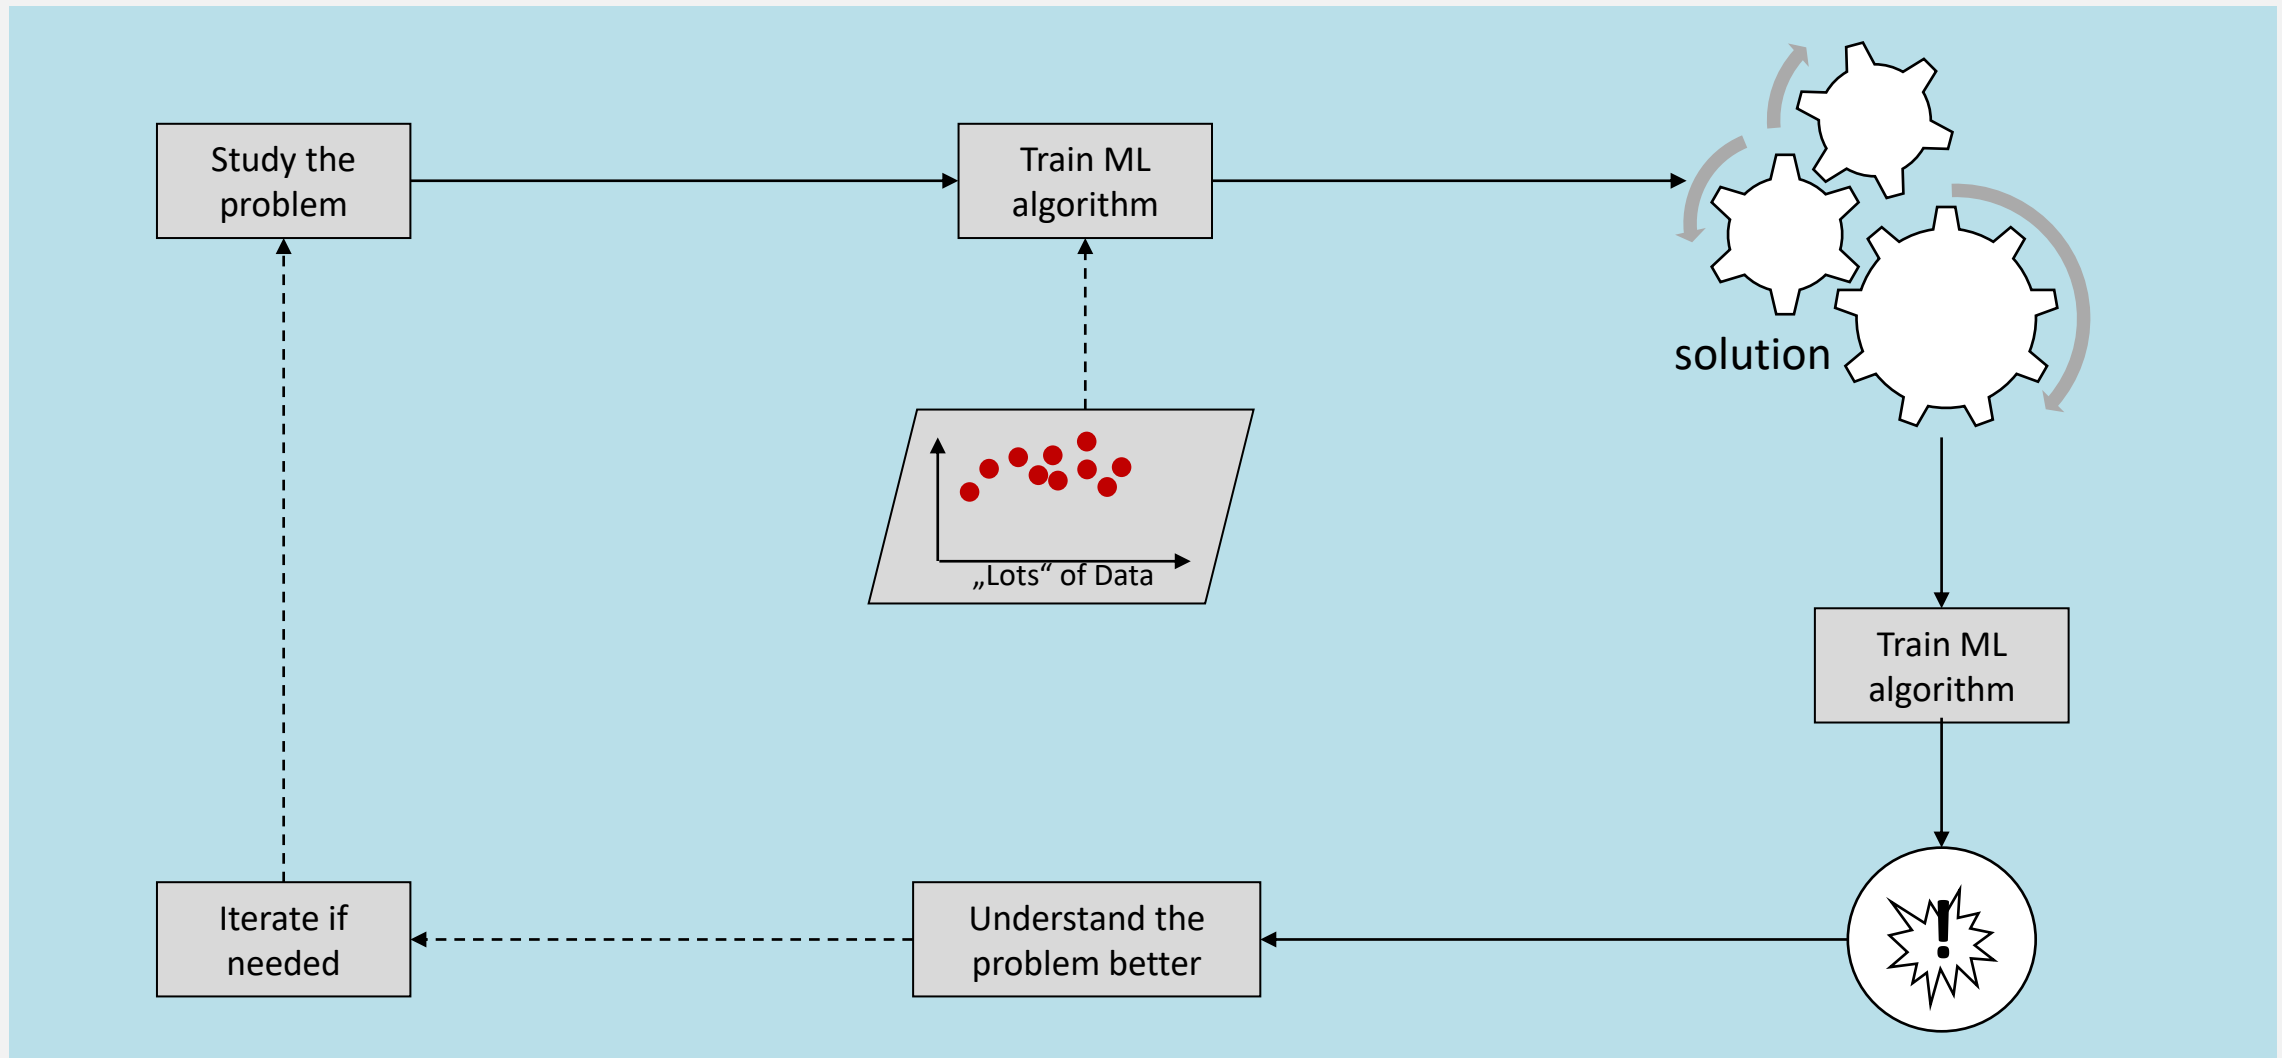 Study the
problem
Train ML
algorithm
solution
„Lots“ of Data
Train ML
algorithm
Iterate if
needed
Understand the
problem better
!